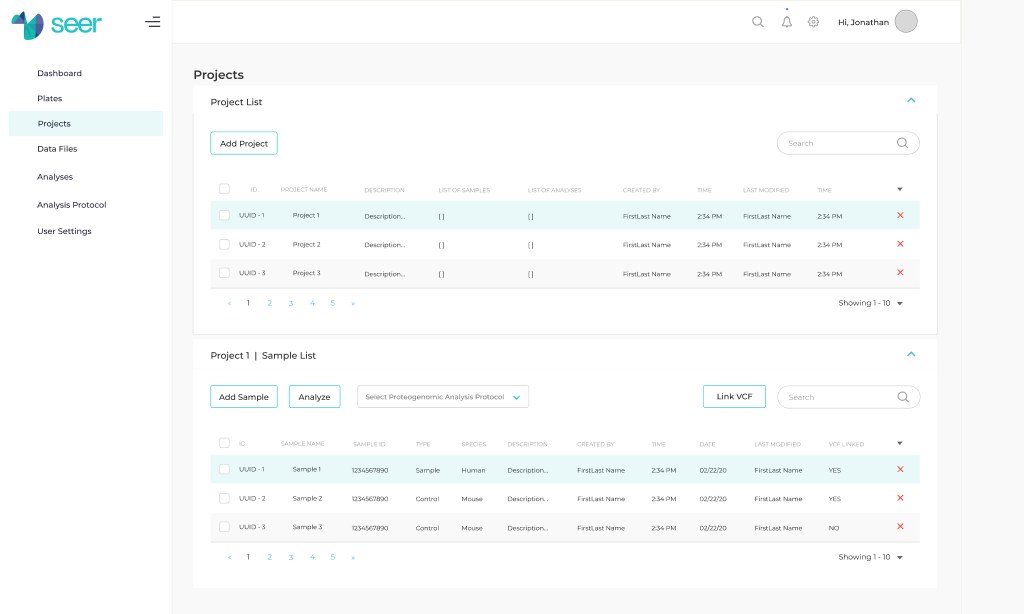 seer
Hi, Jonathan
Dashboard
Plates
Projects
Data Files
Analyses
Analysis Protocol
User Settings
Projects
Project List
Add Project
Search
ID PROJECT NAME DESCRIPTION LIST OF SAMPLES LIST OF ANALYSES CREATED BY TIME LAST MODIFIED TIME
UUID - 1 Project 1 Description... [ ] [ ] FirstLast Name 2:34 PM FirstLast Name 2:34 PM
UUID - 2 Project 2 Description... [ ] [ ] FirstLast Name 2:34 PM FirstLast Name 2:34 PM
UUID - 3 Project 3 Description... [ ] [ ] FirstLast Name 2:34 PM FirstLast Name 2:34 PM
« 1 2 3 4 5 » Showing 1 - 10
Project 1 | Sample List
Add Sample Analyze Select Proteogenomic Analysis Protocol Link VCF Search
ID SAMPLE NAME SAMPLE ID TYPE SPECIES DESCRIPTION CREATED BY TIME DATE LAST MODIFIED VCF LINKED
UUID - 1 Sample 1 1234567890 Sample Human Description... FirstLast Name 2:34 PM 02/22/20 FirstLast Name YES
UUID - 2 Sample 2 1234567890 Control Mouse Description... FirstLast Name 2:34 PM 02/22/20 FirstLast Name YES
UUID - 3 Sample 3 1234567890 Control Mouse Description... FirstLast Name 2:34 PM 02/22/20 FirstLast Name NO
« 1 2 3 4 5 » Showing 1 - 10